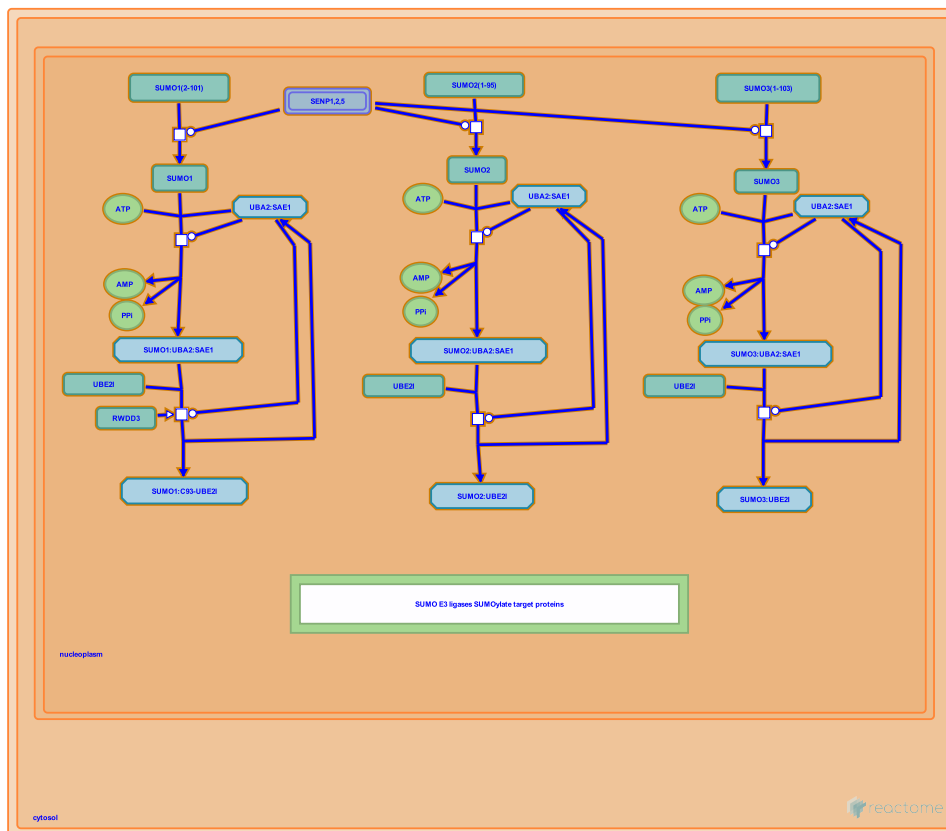 SUMO1(2-101)
SENP1,2,5
SUMO2(1-95)
SUMO3(1-103)
SUMO1
SUMO2
SUMO3
ATP
UBA2:SAE1
ATP
UBA2:SAE1
ATP
UBA2:SAE1
AMP
PPi
AMP
PPi
AMP
PPi
SUMO1:UBA2:SAE1
SUMO2:UBA2:SAE1
SUMO3:UBA2:SAE1
UBE2I
UBE2I
UBE2I
RWDD3
SUMO1:C93-UBE2I
SUMO2:UBE2I
SUMO3:UBE2I
SUMO E3 ligases SUMOylate target proteins
nucleoplasm
cytosol
reactome